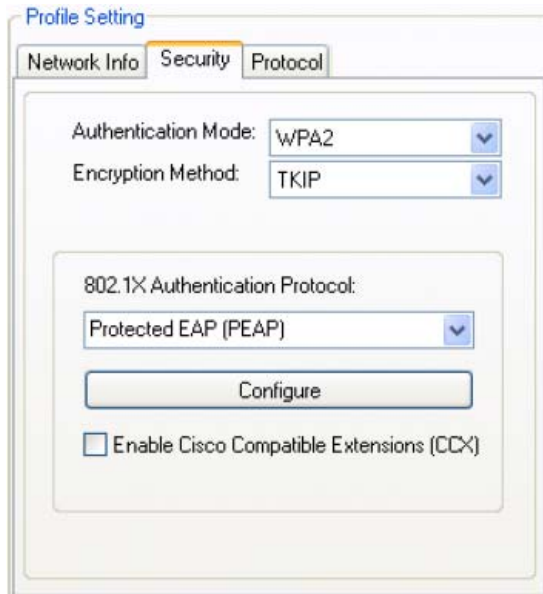 Profile Setting
Network Info Security Protocol
Authentication Mode: WPA2
Encryption Method: TKIP
802.1X Authentication Protocol:
Protected EAP (PEAP)
Configure
Enable Cisco Compatible Extensions (CCX)